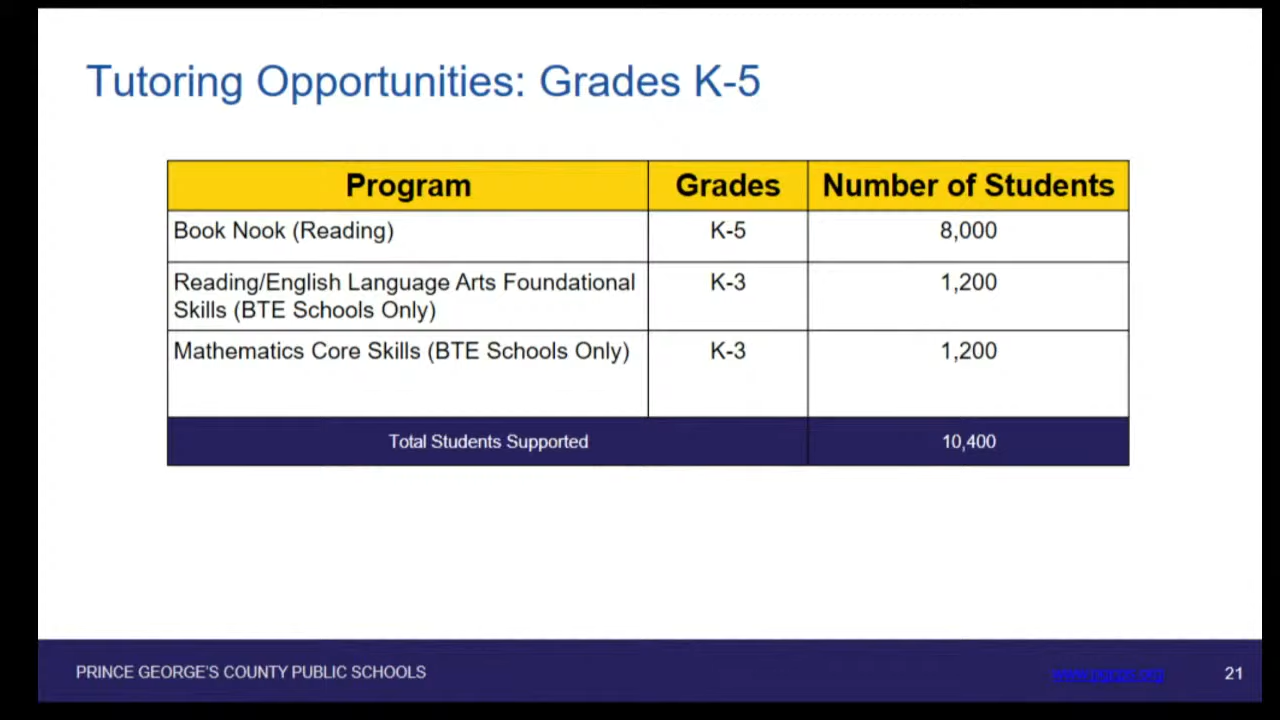 Tutoring Opportunities: Grades K-5
Program Grades Number of Students
Book Nook (Reading) K-5 8,000
Reading/English Language Arts Foundational K-3 1,200
Skills (BTE Schools Only)
Mathematics Core Skills (BTE Schools Only) K-3 1,200
Total Students Supported 10,400
PRINCE GEORGE'S COUNTY PUBLIC SCHOOLS 21